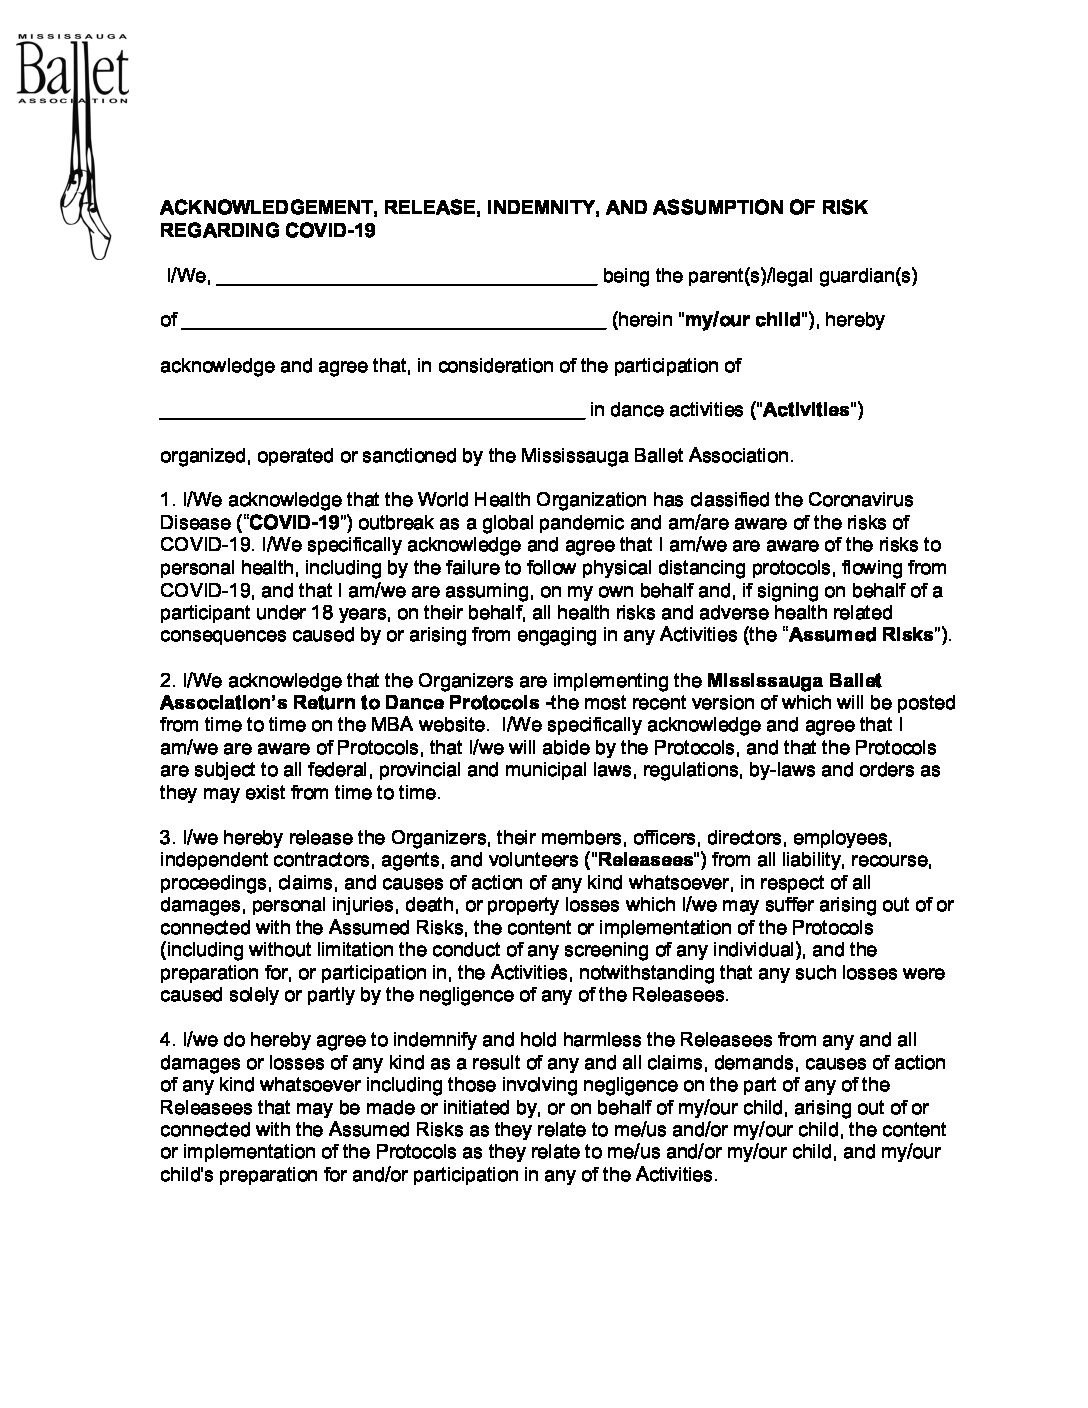 MISSISSAUGA
Ballet
ASSOCIATION
ACKNOWLEDGEMENT, RELEASE, INDEMNITY, AND ASSUMPTION OF RISK
REGARDING COVID-19
I/We, __________________________________ being the parent(s)/legal guardian(s)
of ______________________________________ (herein "my/our child"), hereby
acknowledge and agree that, in consideration of the participation of
______________________________________ in dance activities ("Activities")
organized, operated or sanctioned by the Mississauga Ballet Association.
1. I/We acknowledge that the World Health Organization has classified the Coronavirus
Disease (“COVID-19”) outbreak as a global pandemic and am/are aware of the risks of
COVID-19. I/We specifically acknowledge and agree that I am/we are aware of the risks to
personal health, including by the failure to follow physical distancing protocols, flowing from
COVID-19, and that I am/we are assuming, on my own behalf and, if signing on behalf of a
participant under 18 years, on their behalf, all health risks and adverse health related
consequences caused by or arising from engaging in any Activities (the “Assumed Risks”).
2. I/We acknowledge that the Organizers are implementing the Mississauga Ballet
Association’s Return to Dance Protocols -the most recent version of which will be posted
from time to time on the MBA website.  I/We specifically acknowledge and agree that I
am/we are aware of Protocols, that I/we will abide by the Protocols, and that the Protocols
are subject to all federal, provincial and municipal laws, regulations, by-laws and orders as
they may exist from time to time.
3. I/we hereby release the Organizers, their members, officers, directors, employees,
independent contractors, agents, and volunteers ("Releasees") from all liability, recourse,
proceedings, claims, and causes of action of any kind whatsoever, in respect of all
damages, personal injuries, death, or property losses which I/we may suffer arising out of or
connected with the Assumed Risks, the content or implementation of the Protocols
(including without limitation the conduct of any screening of any individual), and the
preparation for, or participation in, the Activities, notwithstanding that any such losses were
caused solely or partly by the negligence of any of the Releasees.
4. I/we do hereby agree to indemnify and hold harmless the Releasees from any and all
damages or losses of any kind as a result of any and all claims, demands, causes of action
of any kind whatsoever including those involving negligence on the part of any of the
Releasees that may be made or initiated by, or on behalf of my/our child, arising out of or
connected with the Assumed Risks as they relate to me/us and/or my/our child, the content
or implementation of the Protocols as they relate to me/us and/or my/our child, and my/our
child's preparation for and/or participation in any of the Activities.